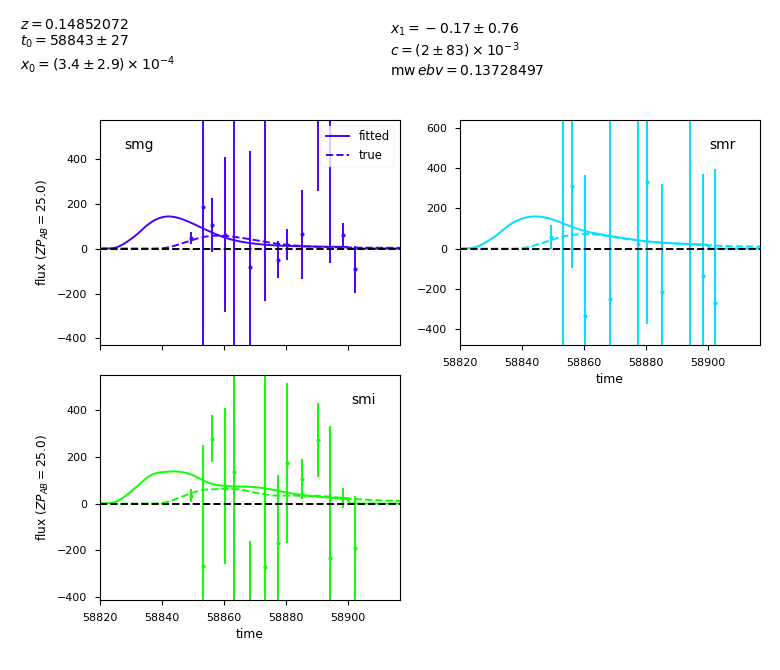 z = 0.14852072
t₀ = 58843 ± 27
x₀ = (3.4 ± 2.9) × 10⁻⁴
x₁ = −0.17 ± 0.76
c = (2 ± 83) × 10⁻³
mw ebv = 0.13728497
smg
fitted
true
400
200
0
−200
−400
flux (ZP_AB = 25.0)
smr
600
400
200
0
−200
−400
58820 58840 58860 58880 58900
time
smi
400
200
0
−200
−400
flux (ZP_AB = 25.0)
58820 58840 58860 58880 58900
time